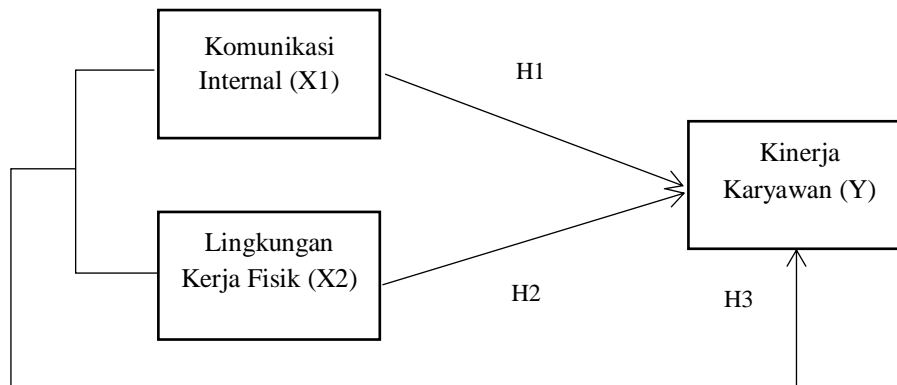 Komunikasi
Internal (X1)
H1
Kinerja
Karyawan (Y)
Lingkungan
Kerja Fisik (X2)
H2
H3